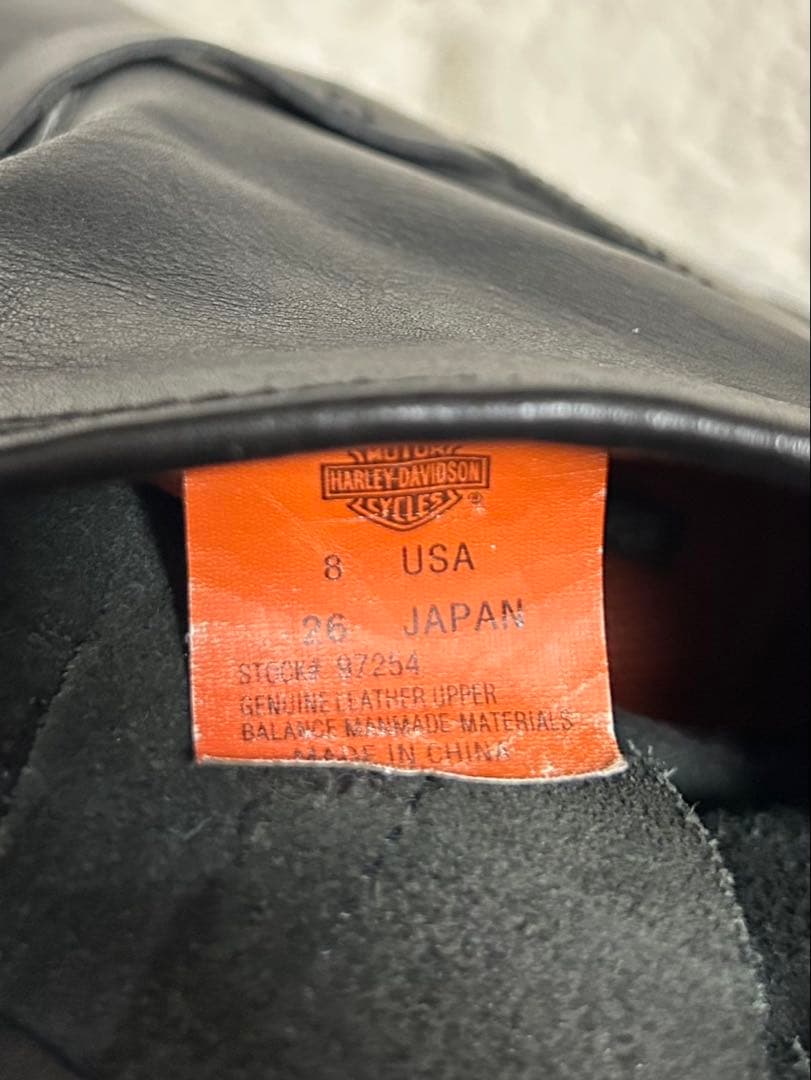 MOTOR
HARLEY-DAVIDSON
CYCLES ®
8 USA
26 JAPAN
STOCK# 97254
GENUINE LEATHER UPPER
BALANCE MANMADE MATERIALS
MADE IN CHINA